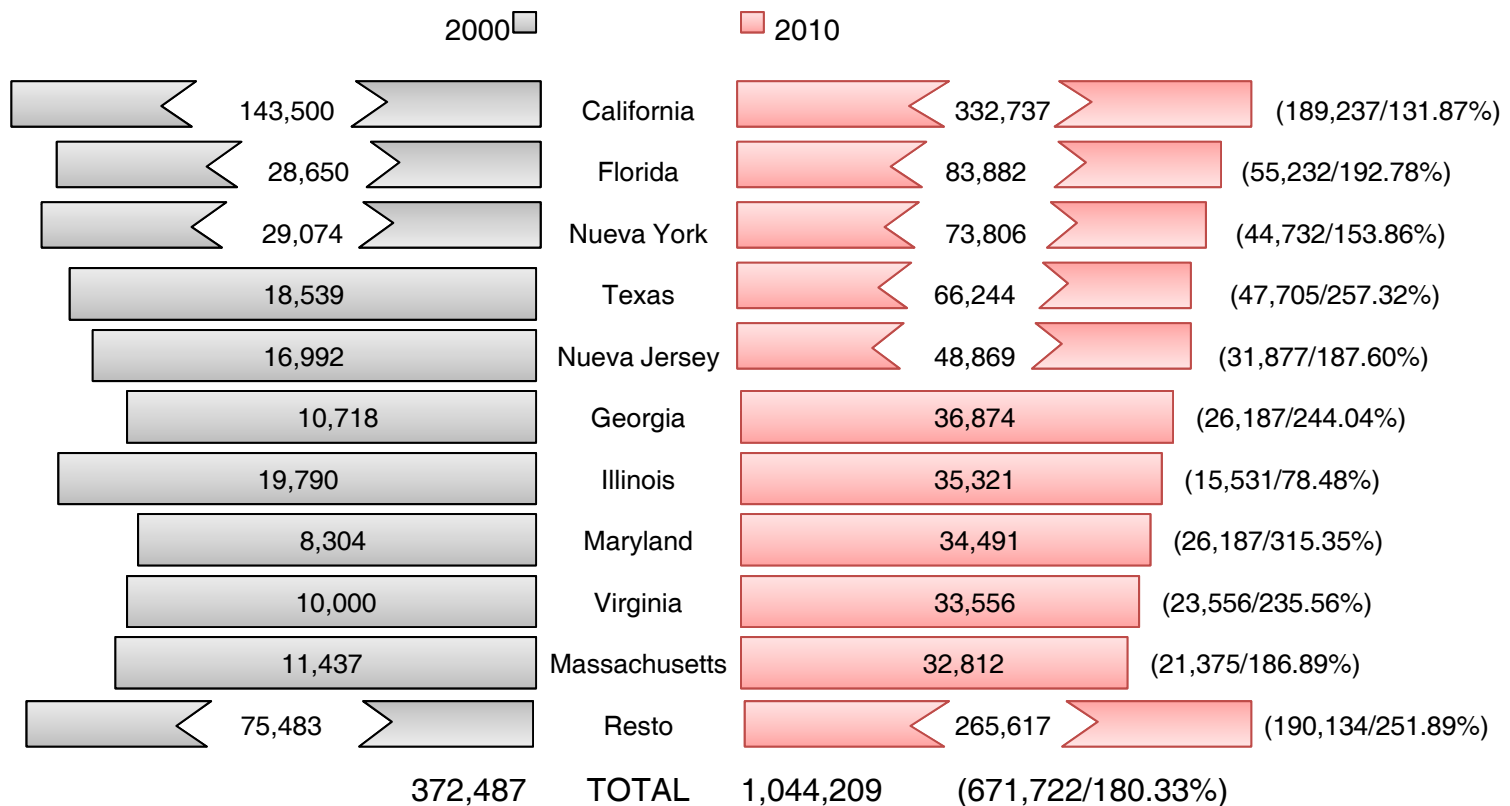 2000 2010
143,500 California 332,737 (189,237/131.87%)
28,650 Florida 83,882 (55,232/192.78%)
29,074 Nueva York 73,806 (44,732/153.86%)
18,539 Texas 66,244 (47,705/257.32%)
16,992 Nueva Jersey 48,869 (31,877/187.60%)
10,718 Georgia 36,874 (26,187/244.04%)
19,790 Illinois 35,321 (15,531/78.48%)
8,304 Maryland 34,491 (26,187/315.35%)
10,000 Virginia 33,556 (23,556/235.56%)
11,437 Massachusetts 32,812 (21,375/186.89%)
75,483 Resto 265,617 (190,134/251.89%)
372,487 TOTAL 1,044,209 (671,722/180.33%)